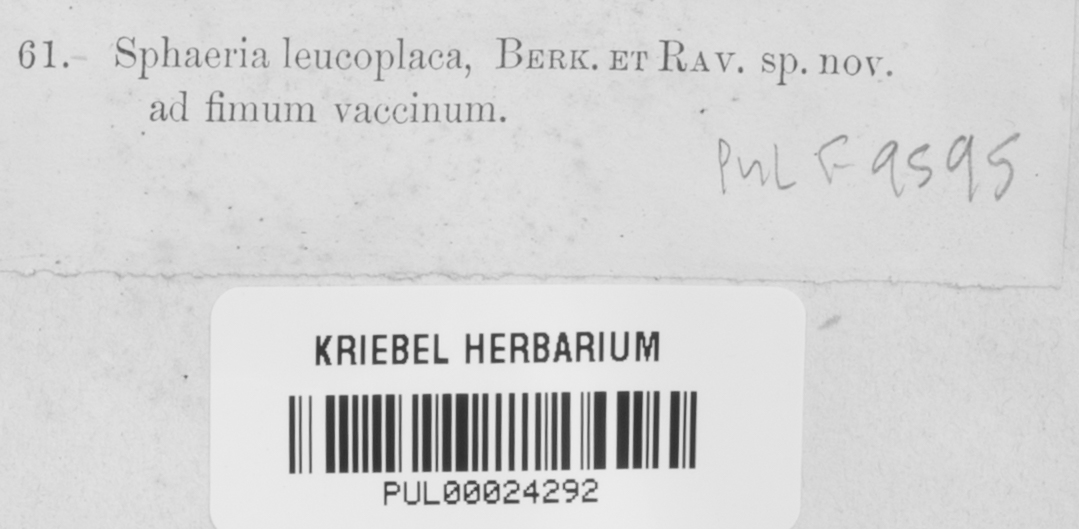 61. Sphaeria leucoplaca, BERK. ET RAV. sp. nov.
ad fimum vaccinum.
PUL F 9595
KRIEBEL HERBARIUM
PUL00024292